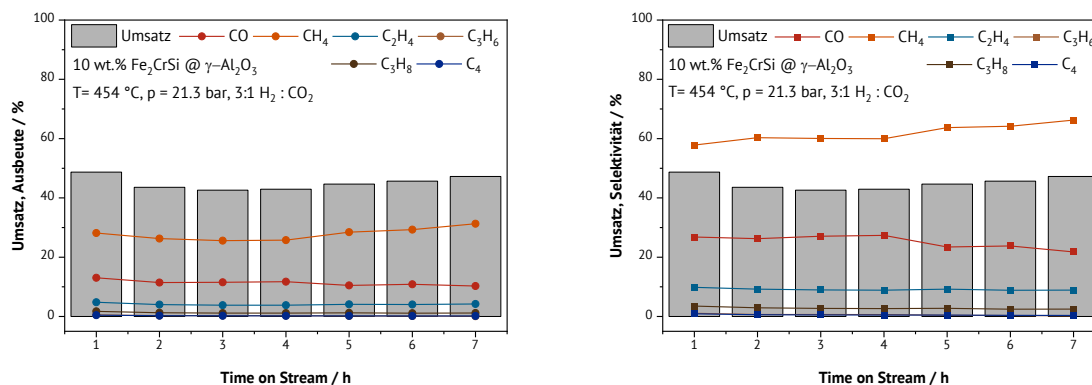 100
80
60
40
20
0
Umsatz, Ausbeute / %
Umsatz CO CH₄ C₂H₄ C₃H₆
10 wt.% Fe₂CrSi @ γ–Al₂O₃ C₃H₈ C₄
T= 454 °C, p = 21.3 bar, 3:1 H₂ : CO₂
1 2 3 4 5 6 7
Time on Stream / h
100
80
60
40
20
0
Umsatz, Selektivität / %
Umsatz CO CH₄ C₂H₄ C₃H₆
10 wt.% Fe₂CrSi @ γ–Al₂O₃ C₃H₈ C₄
T= 454 °C, p = 21.3 bar, 3:1 H₂ : CO₂
1 2 3 4 5 6 7
Time on Stream / h